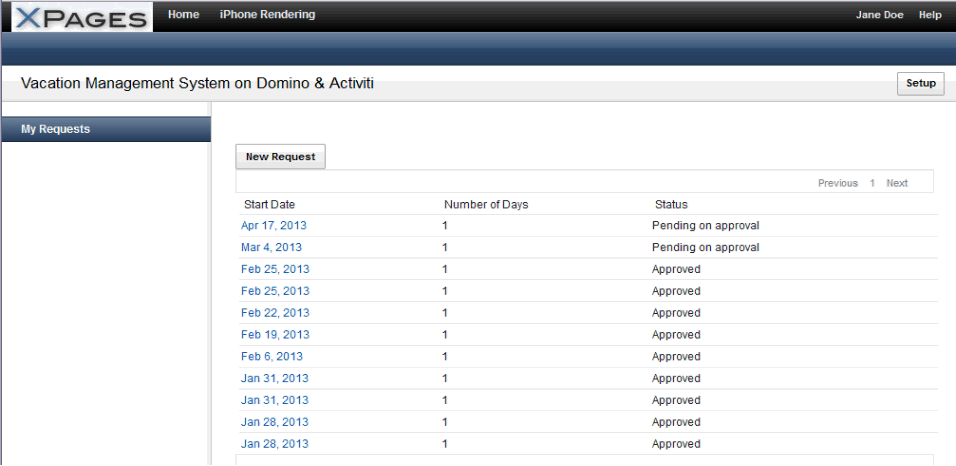 XPAGES Home iPhone Rendering Jane Doe Help
Vacation Management System on Domino & Activiti Setup
My Requests
New Request
Previous 1 Next
Start Date Number of Days Status
Apr 17, 2013 1 Pending on approval
Mar 4, 2013 1 Pending on approval
Feb 25, 2013 1 Approved
Feb 25, 2013 1 Approved
Feb 22, 2013 1 Approved
Feb 19, 2013 1 Approved
Feb 6, 2013 1 Approved
Jan 31, 2013 1 Approved
Jan 31, 2013 1 Approved
Jan 28, 2013 1 Approved
Jan 28, 2013 1 Approved